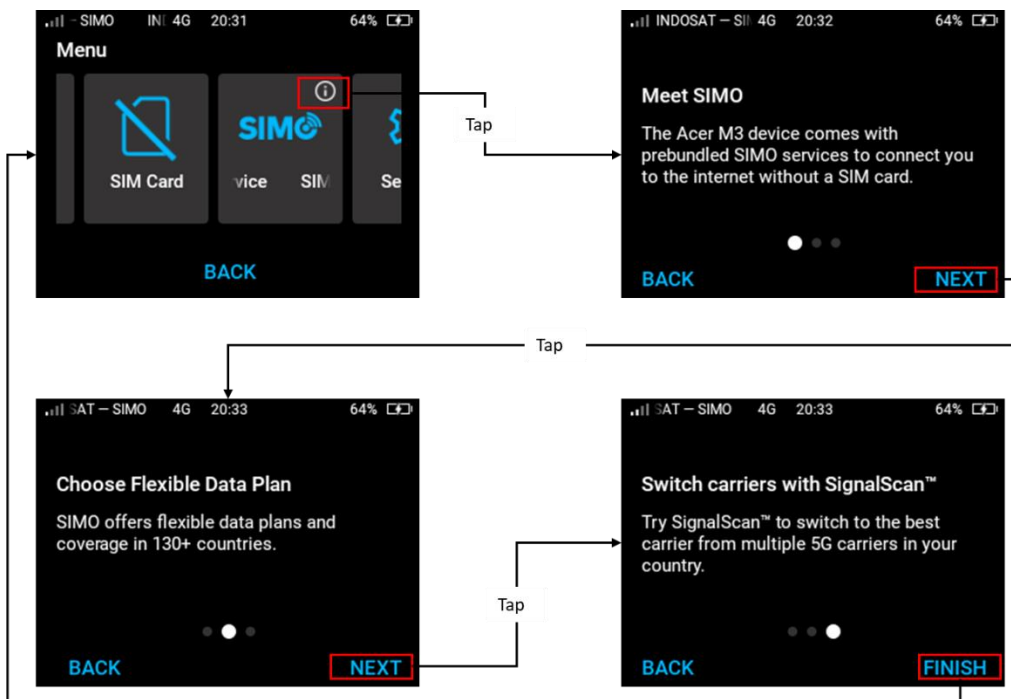 - SIMO IN 4G 20:31 64%
Menu
SIMO
SIM Card
vice SIM
Se
BACK
Tap
INDOSAT – SI 4G 20:32 64%
Meet SIMO
The Acer M3 device comes with
prebundled SIMO services to connect you
to the internet without a SIM card.
BACK NEXT
Tap
SAT – SIMO 4G 20:33 64%
Choose Flexible Data Plan
SIMO offers flexible data plans and
coverage in 130+ countries.
BACK NEXT
Tap
SAT – SIMO 4G 20:33 64%
Switch carriers with SignalScan™
Try SignalScan™ to switch to the best
carrier from multiple 5G carriers in your
country.
BACK FINISH